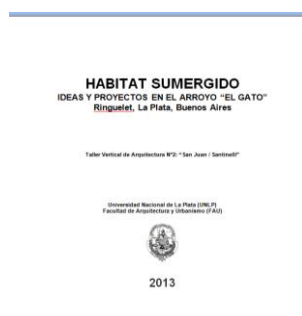 HABITAT SUMERGIDO
IDEAS Y PROYECTOS EN EL ARROYO “EL GATO”
Ringuelet, La Plata, Buenos Aires
Taller Vertical de Arquitectura Nº2: “San Juan / Santinelli”
Universidad Nacional de La Plata (UNLP)
Facultad de Arquitectura y Urbanismo (FAU)
2013